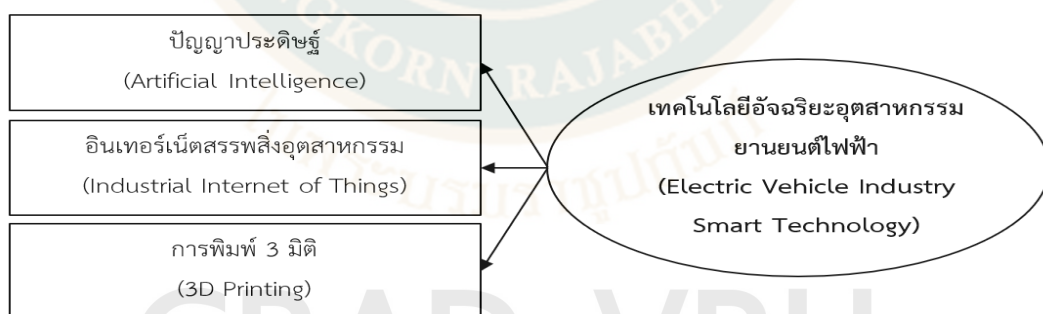 ปัญญาประดิษฐ์
(Artificial Intelligence)
อินเทอร์เน็ตสรรพสิ่งอุตสาหกรรม
(Industrial Internet of Things)
การพิมพ์ 3 มิติ
(3D Printing)
เทคโนโลยีอัจฉริยะอุตสาหกรรม
ยานยนต์ไฟฟ้า
(Electric Vehicle Industry
Smart Technology)